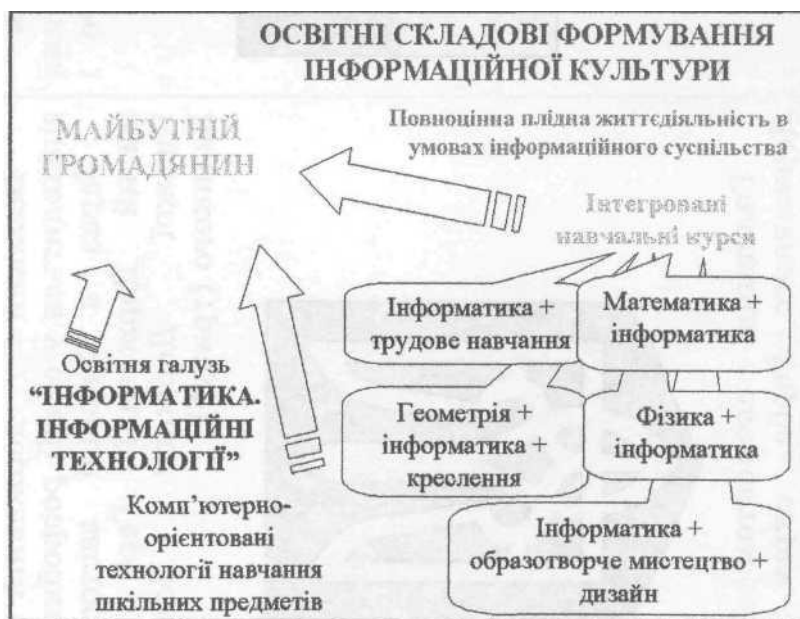 ОСВІТНІ СКЛАДОВІ ФОРМУВАННЯ
ІНФОРМАЦІЙНОЇ КУЛЬТУРИ
МАЙБУТНІЙ
ГРОМАДЯНИН
Повноцінна плідна життєдіяльність в
умовах інформаційного суспільства
Інтегровані
навчальні курси
Інформатика +
трудове навчання
Математика +
інформатика
Освітня галузь
“ІНФОРМАТИКА.
ІНФОРМАЦІЙНІ
ТЕХНОЛОГІЇ”
Геометрія +
інформатика +
креслення
Фізика +
інформатика
Комп’ютерно-
орієнтовані
технології навчання
шкільних предметів
Інформатика +
образотворче мистецтво +
дизайн